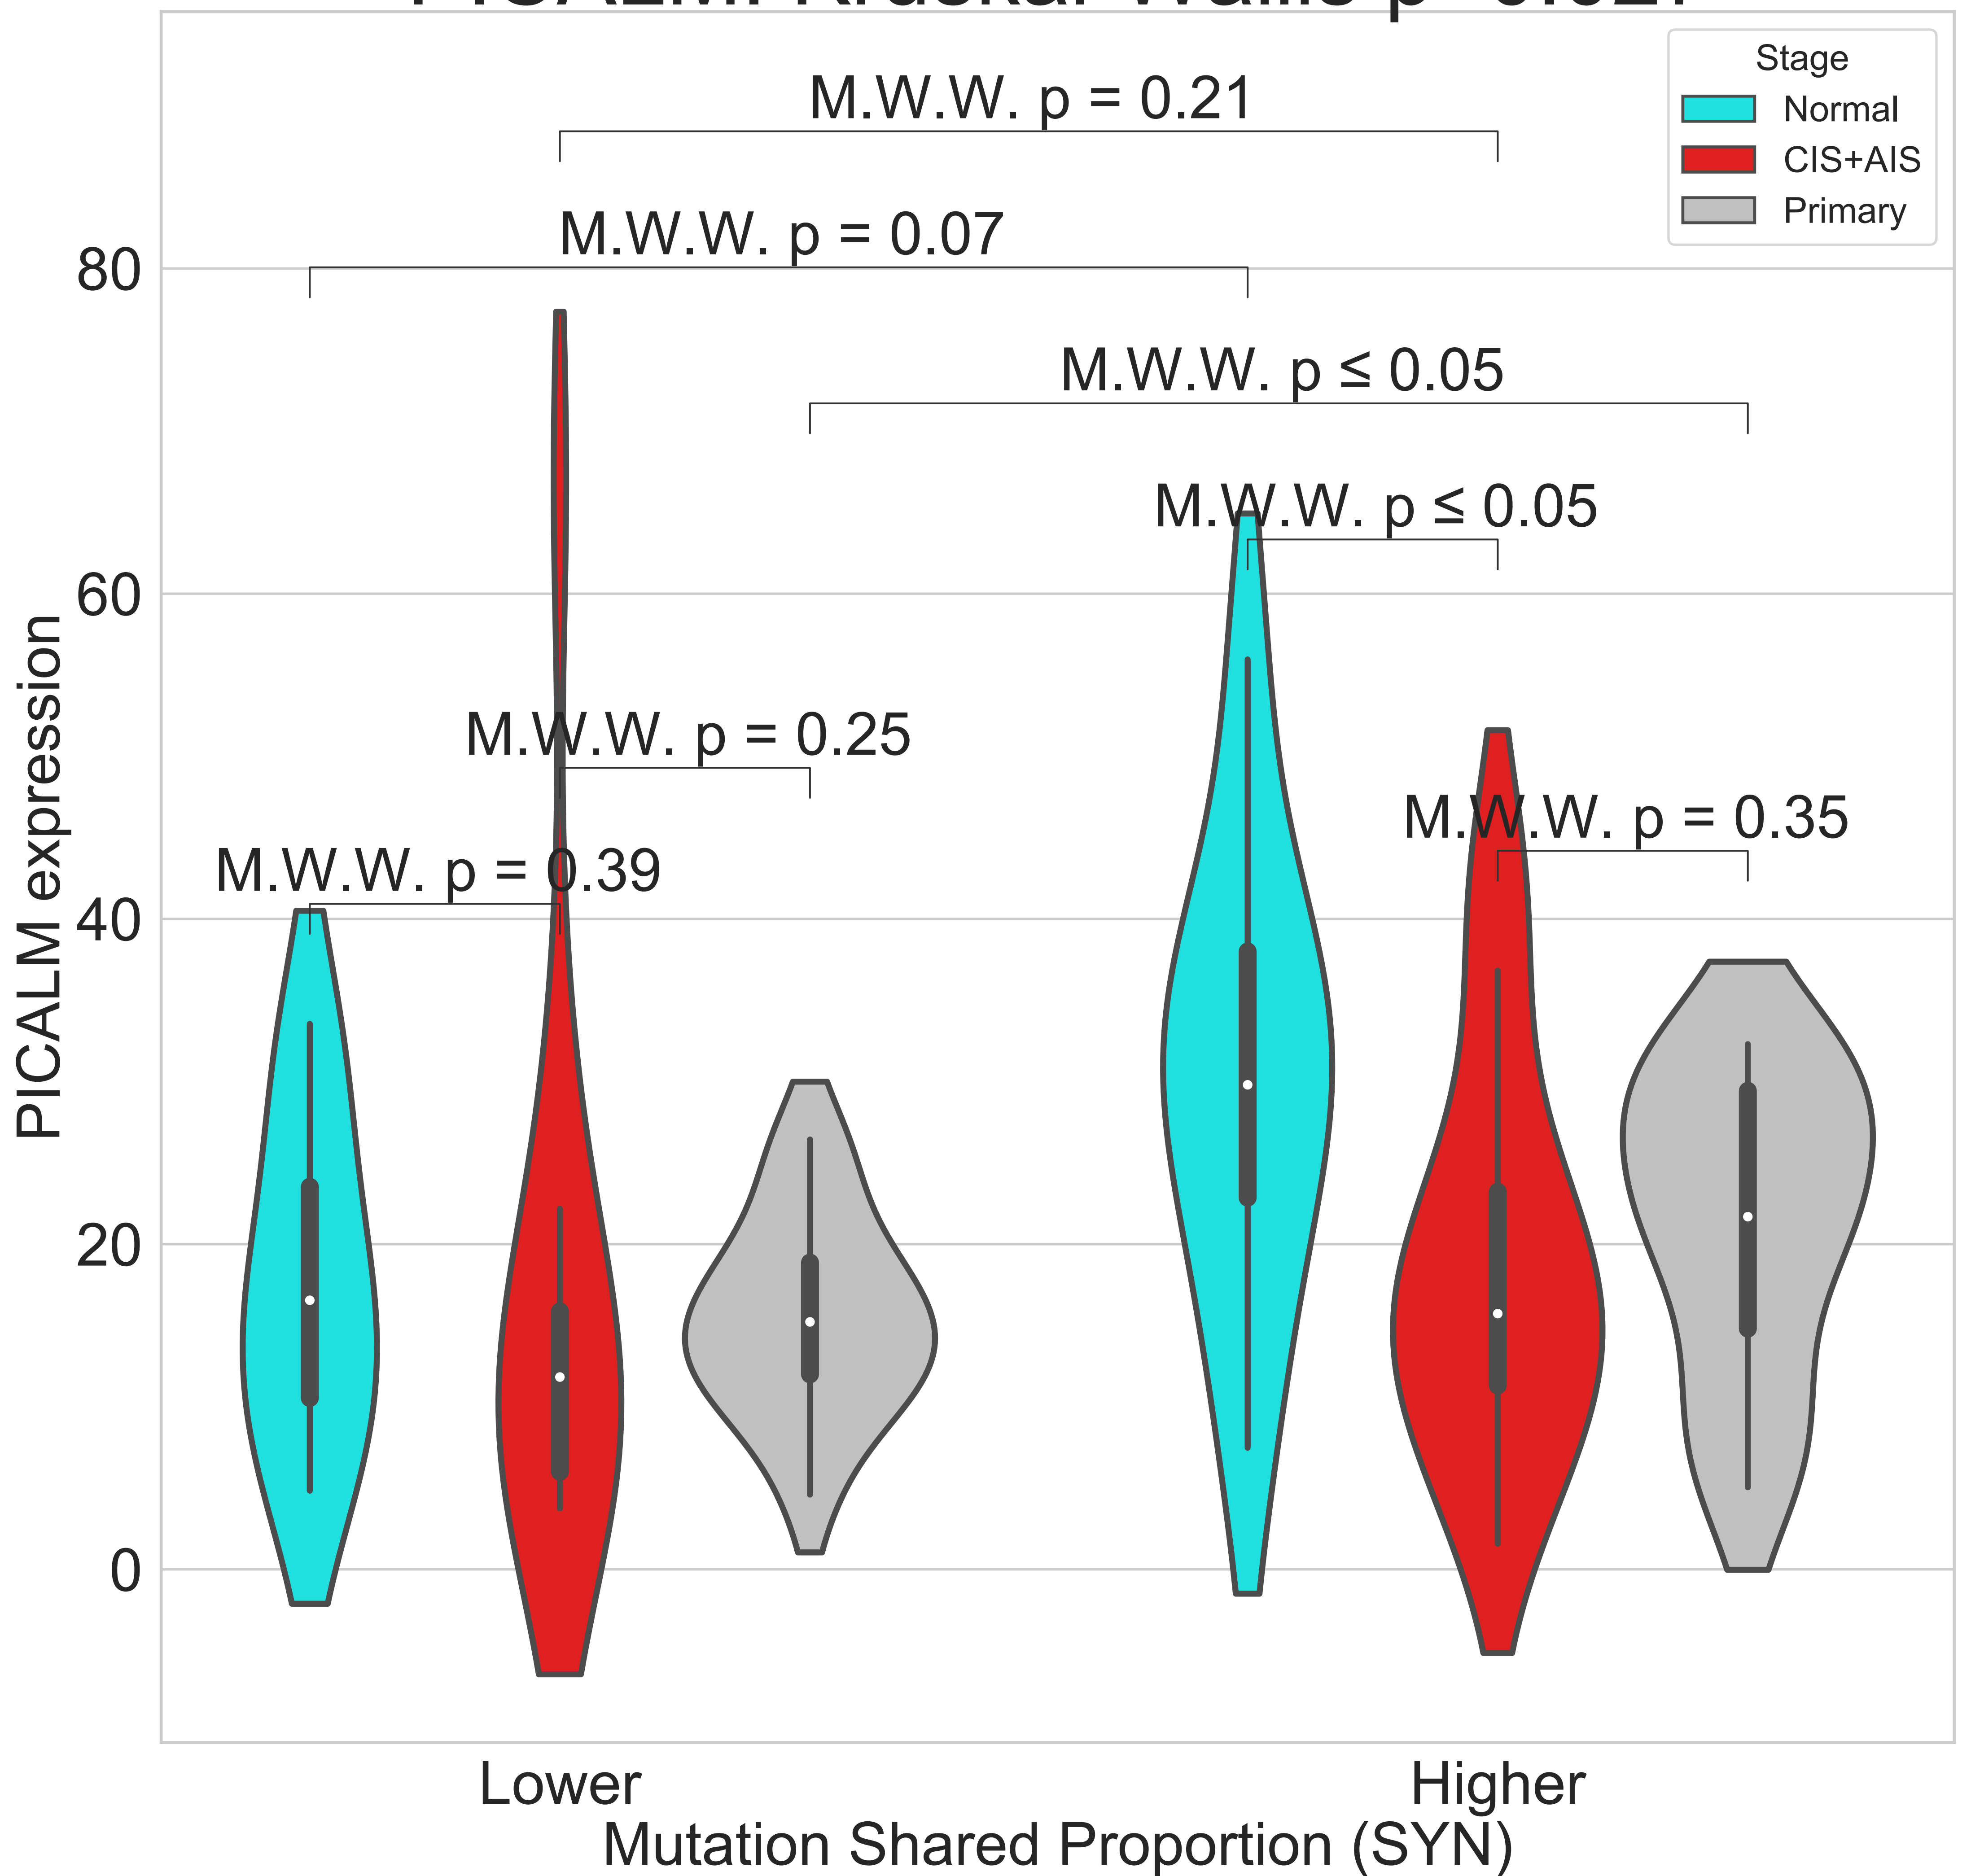 Stage
Normal
CIS+AIS
Primary
M.W.W. p = 0.21
M.W.W. p = 0.07
M.W.W. p ≤ 0.05
M.W.W. p ≤ 0.05
M.W.W. p = 0.25
M.W.W. p = 0.35
M.W.W. p = 0.39
80
60
40
20
0
PICALM expression
Lower
Higher
Mutation Shared Proportion (SYN)